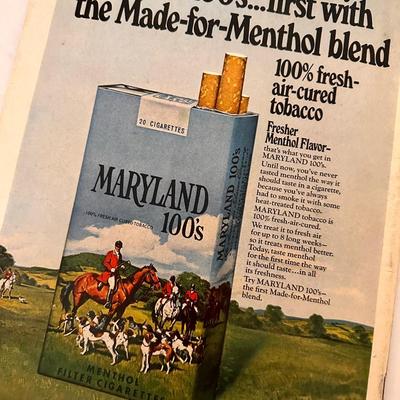 first with
the Made-for-Menthol blend
100% fresh-
air-cured
tobacco
Fresher
Menthol Flavor–
that's what you get in
MARYLAND 100's.
Until now, you've never
tasted menthol the way it
should taste in a cigarette,
because you've always
had to smoke it with some
heat-treated tobacco.
MARYLAND tobacco is
100% fresh-air-cured.
We treat it to fresh air
for up to 8 long weeks–
so it treats menthol better.
Today, taste menthol
for the first time the way
it should taste...in all
its freshness.
Try MARYLAND 100's–
the first Made-for-Menthol
blend.
20 CIGARETTES
MARYLAND
100's
100% FRESH AIR CURED TOBACCO
MENTHOL
FILTER CIGARETTES
MARYLAND 100's